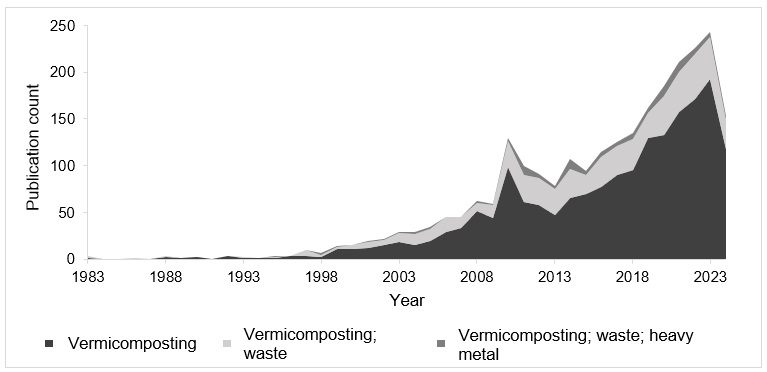 250
200
150
100
50
0
Publication count
1983 1988 1993 1998 2003 2008 2013 2018 2023
Year
Vermicomposting
Vermicomposting;
waste
Vermicomposting; waste; heavy
metal